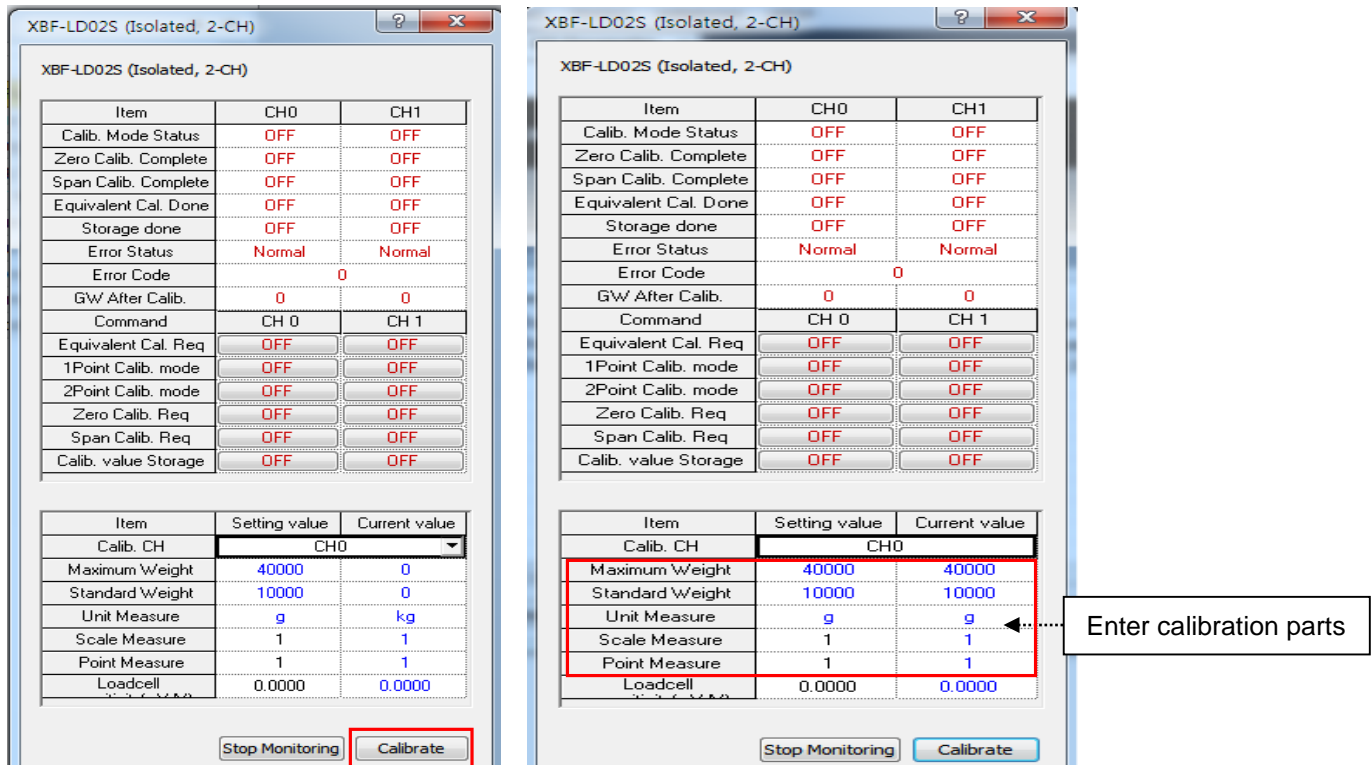 XBF-LD02S (Isolated, 2-CH)
XBF-LD02S (Isolated, 2-CH)
Item CH0 CH1
Calib. Mode Status OFF OFF
Zero Calib. Complete OFF OFF
Span Calib. Complete OFF OFF
Equivalent Cal. Done OFF OFF
Storage done OFF OFF
Error Status Normal Normal
Error Code 0
GW After Calib. 0 0
Command CH 0 CH 1
Equivalent Cal. Req OFF OFF
1Point Calib. mode OFF OFF
2Point Calib. mode OFF OFF
Zero Calib. Req OFF OFF
Span Calib. Req OFF OFF
Calib. value Storage OFF OFF
Item Setting value Current value
Calib. CH CH0
Maximum Weight 40000 0
Standard Weight 10000 0
Unit Measure g kg
Scale Measure 1 1
Point Measure 1 1
Loadcell 0.0000 0.0000
Stop Monitoring Calibrate
XBF-LD02S (Isolated, 2-CH)
XBF-LD02S (Isolated, 2-CH)
Item CH0 CH1
Calib. Mode Status OFF OFF
Zero Calib. Complete OFF OFF
Span Calib. Complete OFF OFF
Equivalent Cal. Done OFF OFF
Storage done OFF OFF
Error Status Normal Normal
Error Code 0
GW After Calib. 0 0
Command CH 0 CH 1
Equivalent Cal. Req OFF OFF
1Point Calib. mode OFF OFF
2Point Calib. mode OFF OFF
Zero Calib. Req OFF OFF
Span Calib. Req OFF OFF
Calib. value Storage OFF OFF
Item Setting value Current value
Calib. CH CH0
Maximum Weight 40000 40000
Standard Weight 10000 10000
Unit Measure g g
Scale Measure 1 1
Point Measure 1 1
Loadcell 0.0000 0.0000
Stop Monitoring Calibrate
Enter calibration parts